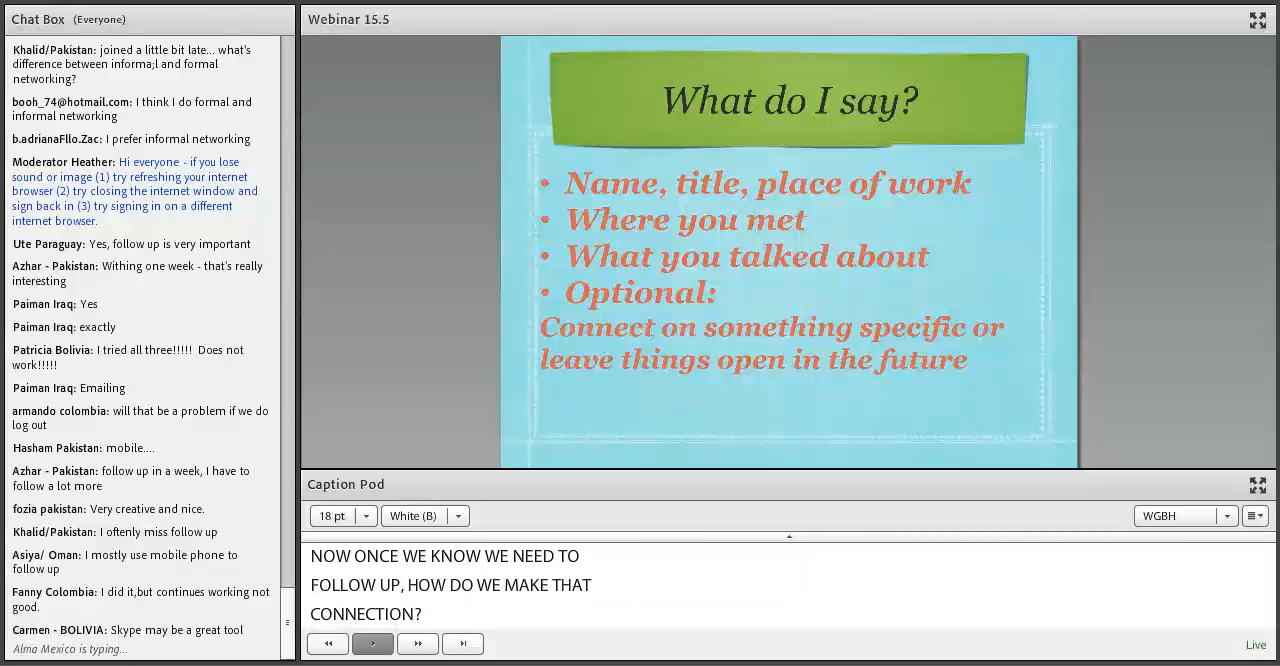 Chat Box (Everyone)
Khalid/Pakistan: joined a little bit late... what's
difference between informa;l and formal
networking?
booh_74@hotmail.com: I think I do formal and
informal networking
b.adrianaFllo.Zac: I prefer informal networking
Moderator Heather: Hi everyone - if you lose
sound or image (1) try refreshing your internet
browser (2) try closing the internet window and
sign back in (3) try signing in on a different
internet browser.
Ute Paraguay: Yes, follow up is very important
Azhar - Pakistan: Withing one week - that's really
interesting
Paiman Iraq: Yes
Paiman Iraq: exactly
Patricia Bolivia: I tried all three!!!!! Does not
work!!!!!
Paiman Iraq: Emailing
armando colombia: will that be a problem if we do
log out
Hasham Pakistan: mobile....
Azhar - Pakistan: follow up in a week, I have to
follow a lot more
fozia pakistan: Very creative and nice.
Khalid/Pakistan: I oftenly miss follow up
Asiya/ Oman: I mostly use mobile phone to
follow up
Fanny Colombia: I did it,but continues working not
good.
Carmen - BOLIVIA: Skype may be a great tool
Alma Mexico is typing...
Webinar 15.5
What do I say?
• Name, title, place of work
• Where you met
• What you talked about
• Optional:
Connect on something specific or
leave things open in the future
Caption Pod
18 pt White (B) WGBH
NOW ONCE WE KNOW WE NEED TO
FOLLOW UP, HOW DO WE MAKE THAT
CONNECTION?
Live